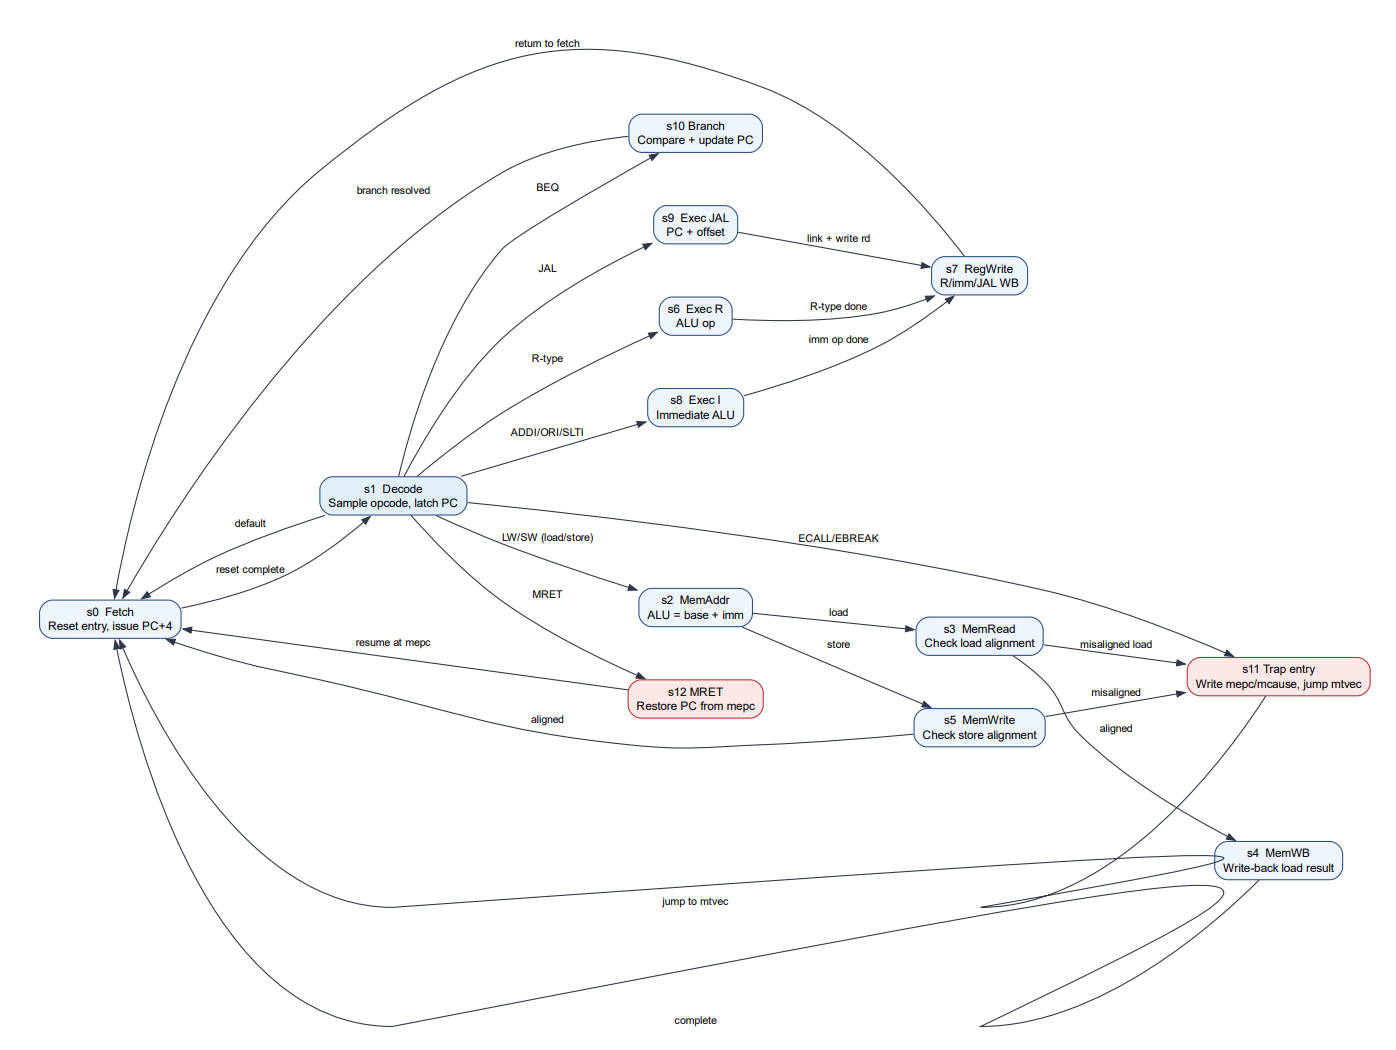 return to fetch
s10 Branch
Compare + update PC
branch resolved
BEQ
s9 Exec JAL
PC + offset
link + write rd
JAL
s7 RegWrite
R/imm/JAL WB
s6 Exec R
ALU op
R-type done
imm op done
R-type
s8 Exec I
Immediate ALU
ADDI/ORI/SLTI
s1 Decode
Sample opcode, latch PC
default
LW/SW (load/store)
ECALL/EBREAK
reset complete
MRET
s0 Fetch
Reset entry, issue PC+4
s2 MemAddr
ALU = base + imm
load
s3 MemRead
Check load alignment
resume at mepc
store
misaligned load
s11 Trap entry
Write mepc/mcause, jump mtvec
s12 MRET
Restore PC from mepc
misaligned
aligned
s5 MemWrite
Check store alignment
aligned
s4 MemWB
Write-back load result
jump to mtvec
complete